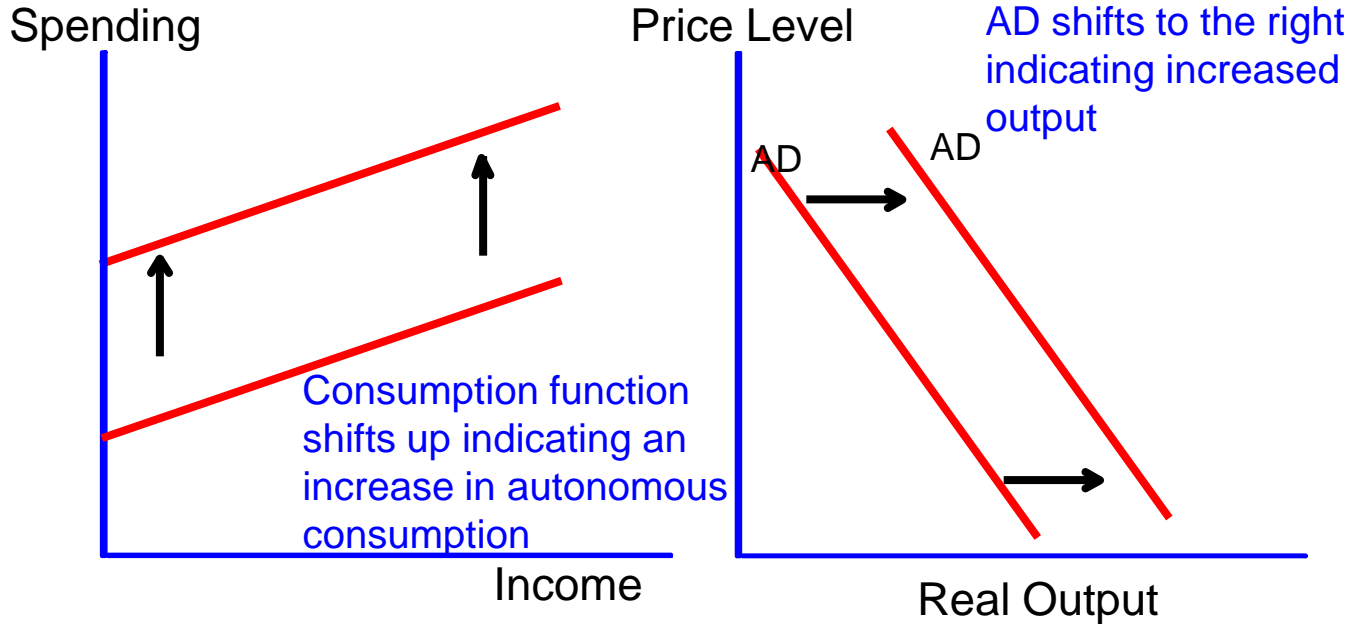 Spending
Consumption function
shifts up indicating an
increase in autonomous
consumption
Income
Price Level
AD shifts to the right
indicating increased
output
AD
AD
Real Output